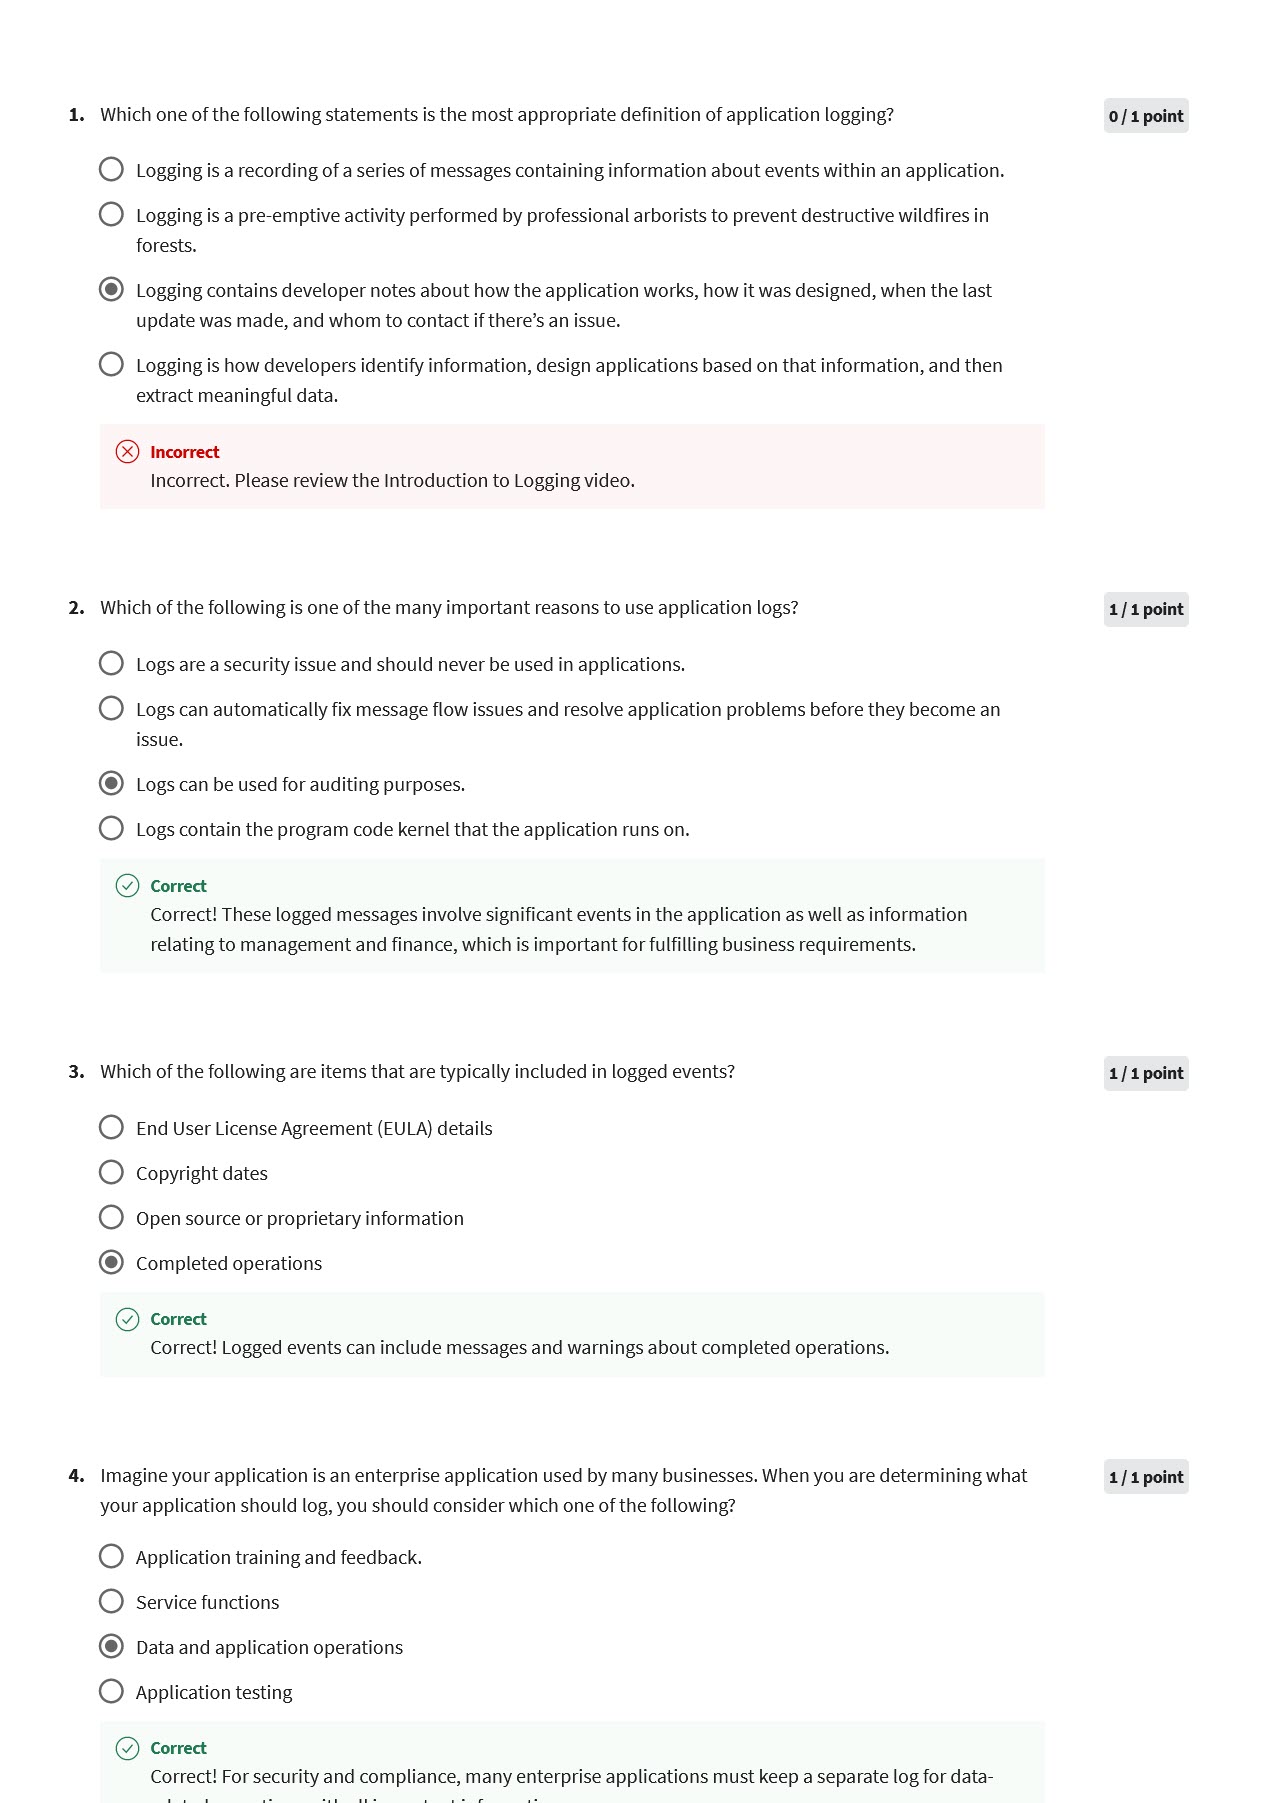 1. Which one of the following statements is the most appropriate definition of application logging? 0 / 1 point
Logging is a recording of a series of messages containing information about events within an application.
Logging is a pre-emptive activity performed by professional arborists to prevent destructive wildfires in
forests.
Logging contains developer notes about how the application works, how it was designed, when the last
update was made, and whom to contact if there’s an issue.
Logging is how developers identify information, design applications based on that information, and then
extract meaningful data.
Incorrect
Incorrect. Please review the Introduction to Logging video.
2. Which of the following is one of the many important reasons to use application logs? 1 / 1 point
Logs are a security issue and should never be used in applications.
Logs can automatically fix message flow issues and resolve application problems before they become an
issue.
Logs can be used for auditing purposes.
Logs contain the program code kernel that the application runs on.
Correct
Correct! These logged messages involve significant events in the application as well as information
relating to management and finance, which is important for fulfilling business requirements.
3. Which of the following are items that are typically included in logged events? 1 / 1 point
End User License Agreement (EULA) details
Copyright dates
Open source or proprietary information
Completed operations
Correct
Correct! Logged events can include messages and warnings about completed operations.
4. Imagine your application is an enterprise application used by many businesses. When you are determining what 1 / 1 point
your application should log, you should consider which one of the following?
Application training and feedback.
Service functions
Data and application operations
Application testing
Correct
Correct! For security and compliance, many enterprise applications must keep a separate log for data-